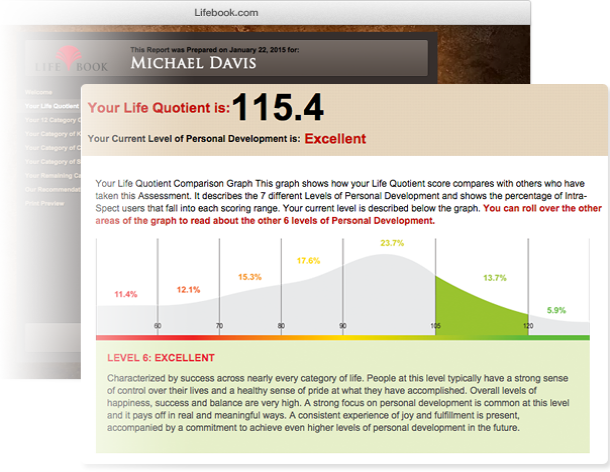 Lifebook.com
This Report was Prepared on January 22, 2015 for:
LIFE BOOK
MICHAEL DAVIS
Welcome
Your Life Quotient
Your 12 Category
Your Category of
Your Category of
Your Category of
Your Remaining
Recommendat
Print Preview
Your Life Quotient is: 115.4
Your Current Level of Personal Development is: Excellent
Your Life Quotient Comparison Graph This graph shows how your Life Quotient score compares with others who have
taken this Assessment. It describes the 7 different Levels of Personal Development and shows the percentage of Intra-
Spect users that fall into each scoring range. Your current level is described below the graph. You can roll over the other
areas of the graph to read about the other 6 levels of Personal Development.
11.4% 12.1% 15.3% 17.6% 23.7% 13.7% 5.9%
60 70 80 90 105 120
LEVEL 6: EXCELLENT
Characterized by success across nearly every category of life. People at this level typically have a strong sense
of control over their lives and a healthy sense of pride at what they have accomplished. Overall levels of
happiness, success and balance are very high. A strong focus on personal development is common at this level
and it pays off in real and meaningful ways. A consistent experience of joy and fulfillment is present,
accompanied by a commitment to achieve even higher levels of personal development in the future.